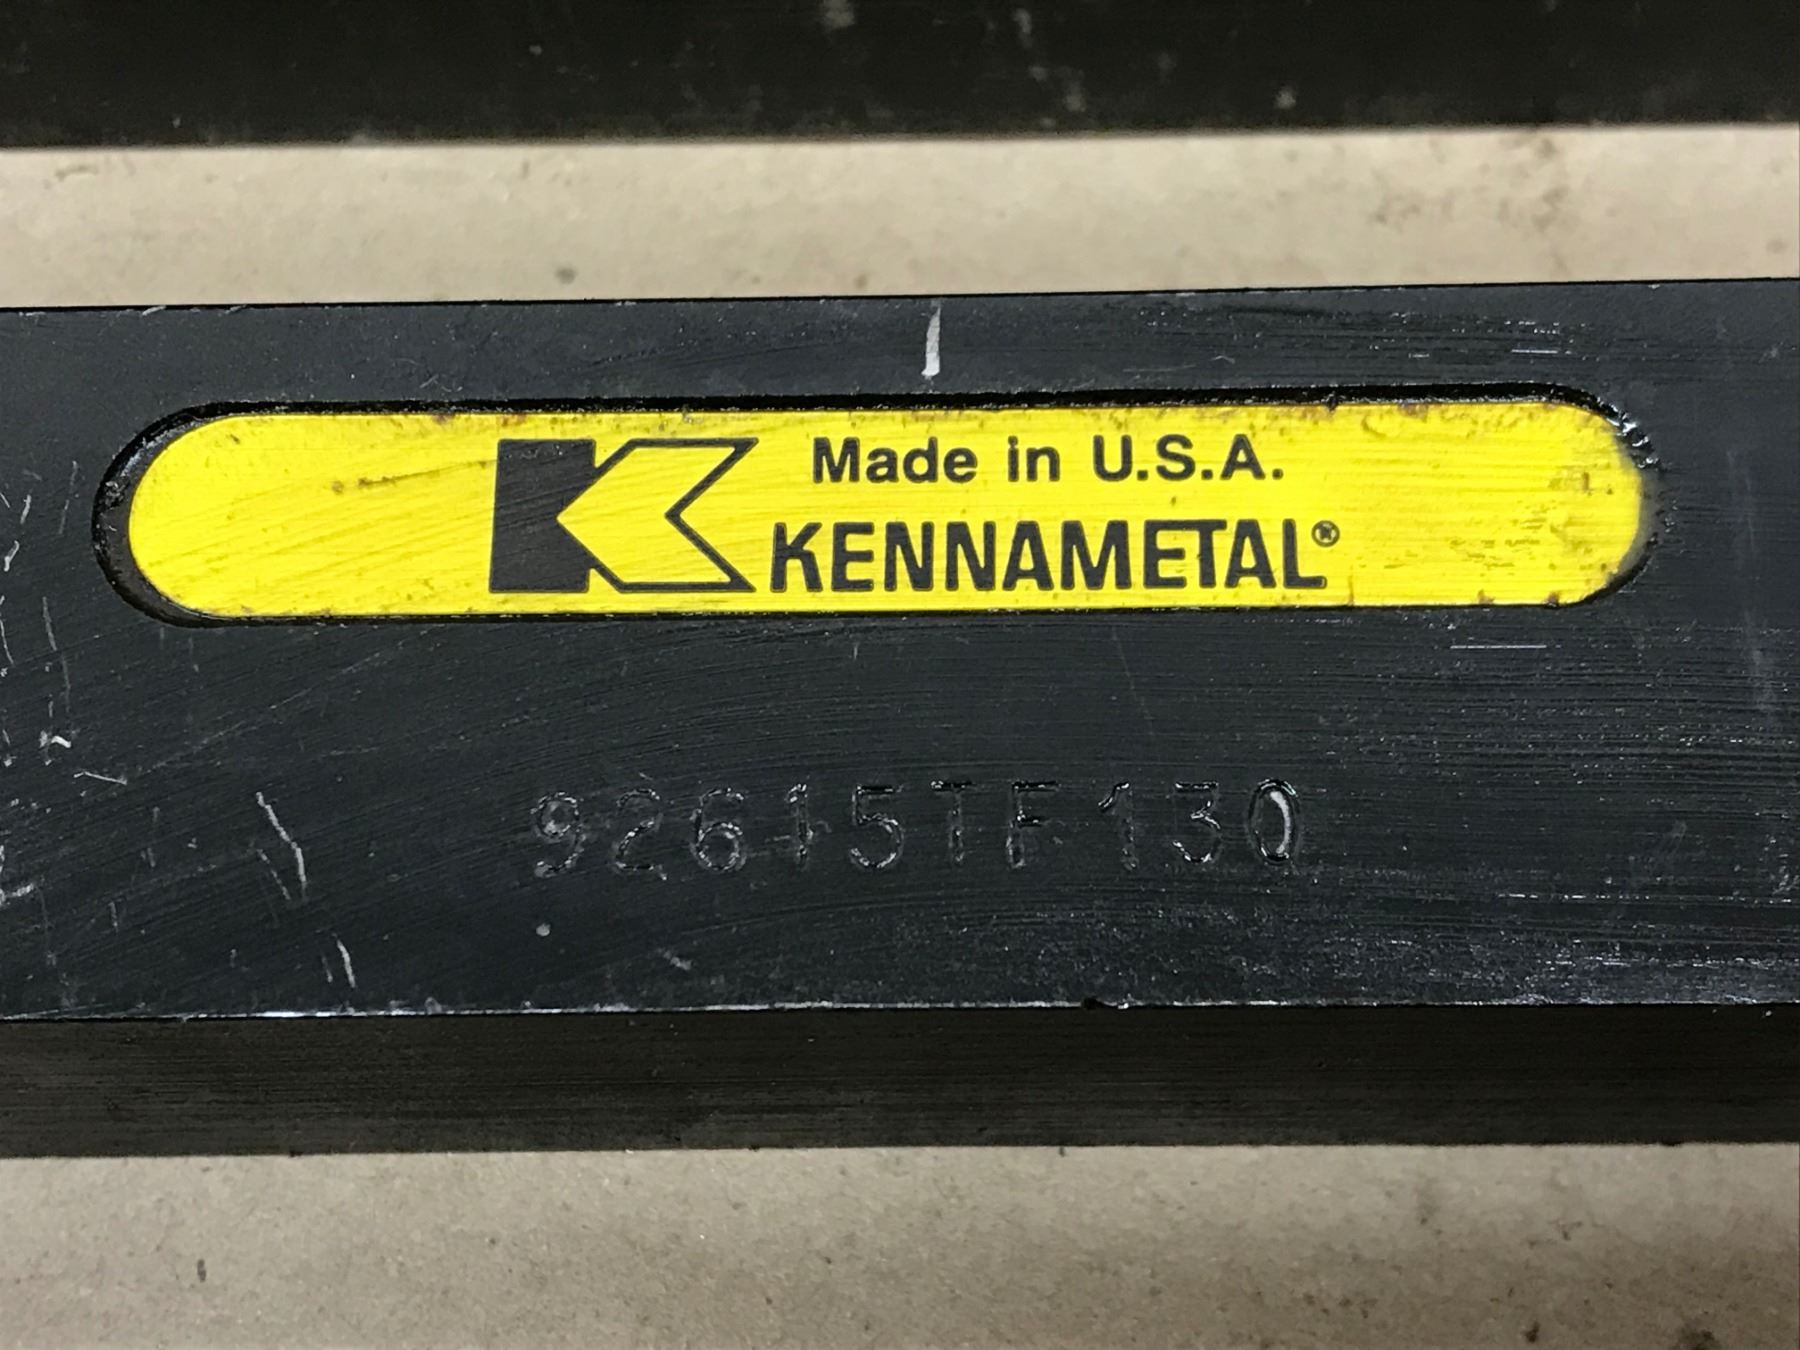 Made in U.S.A.
KENNAMETAL®
92615TF130